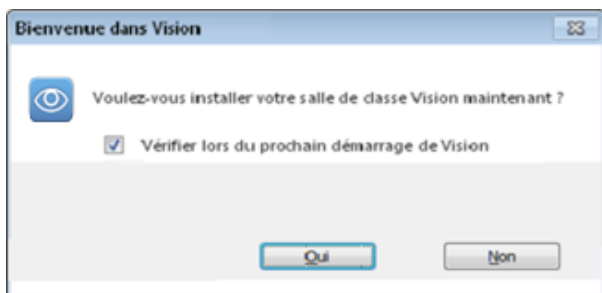 Bienvenue dans Vision
Voulez-vous installer votre salle de classe Vision maintenant ?
Vérifier lors du prochain démarrage de Vision
Oui
Non